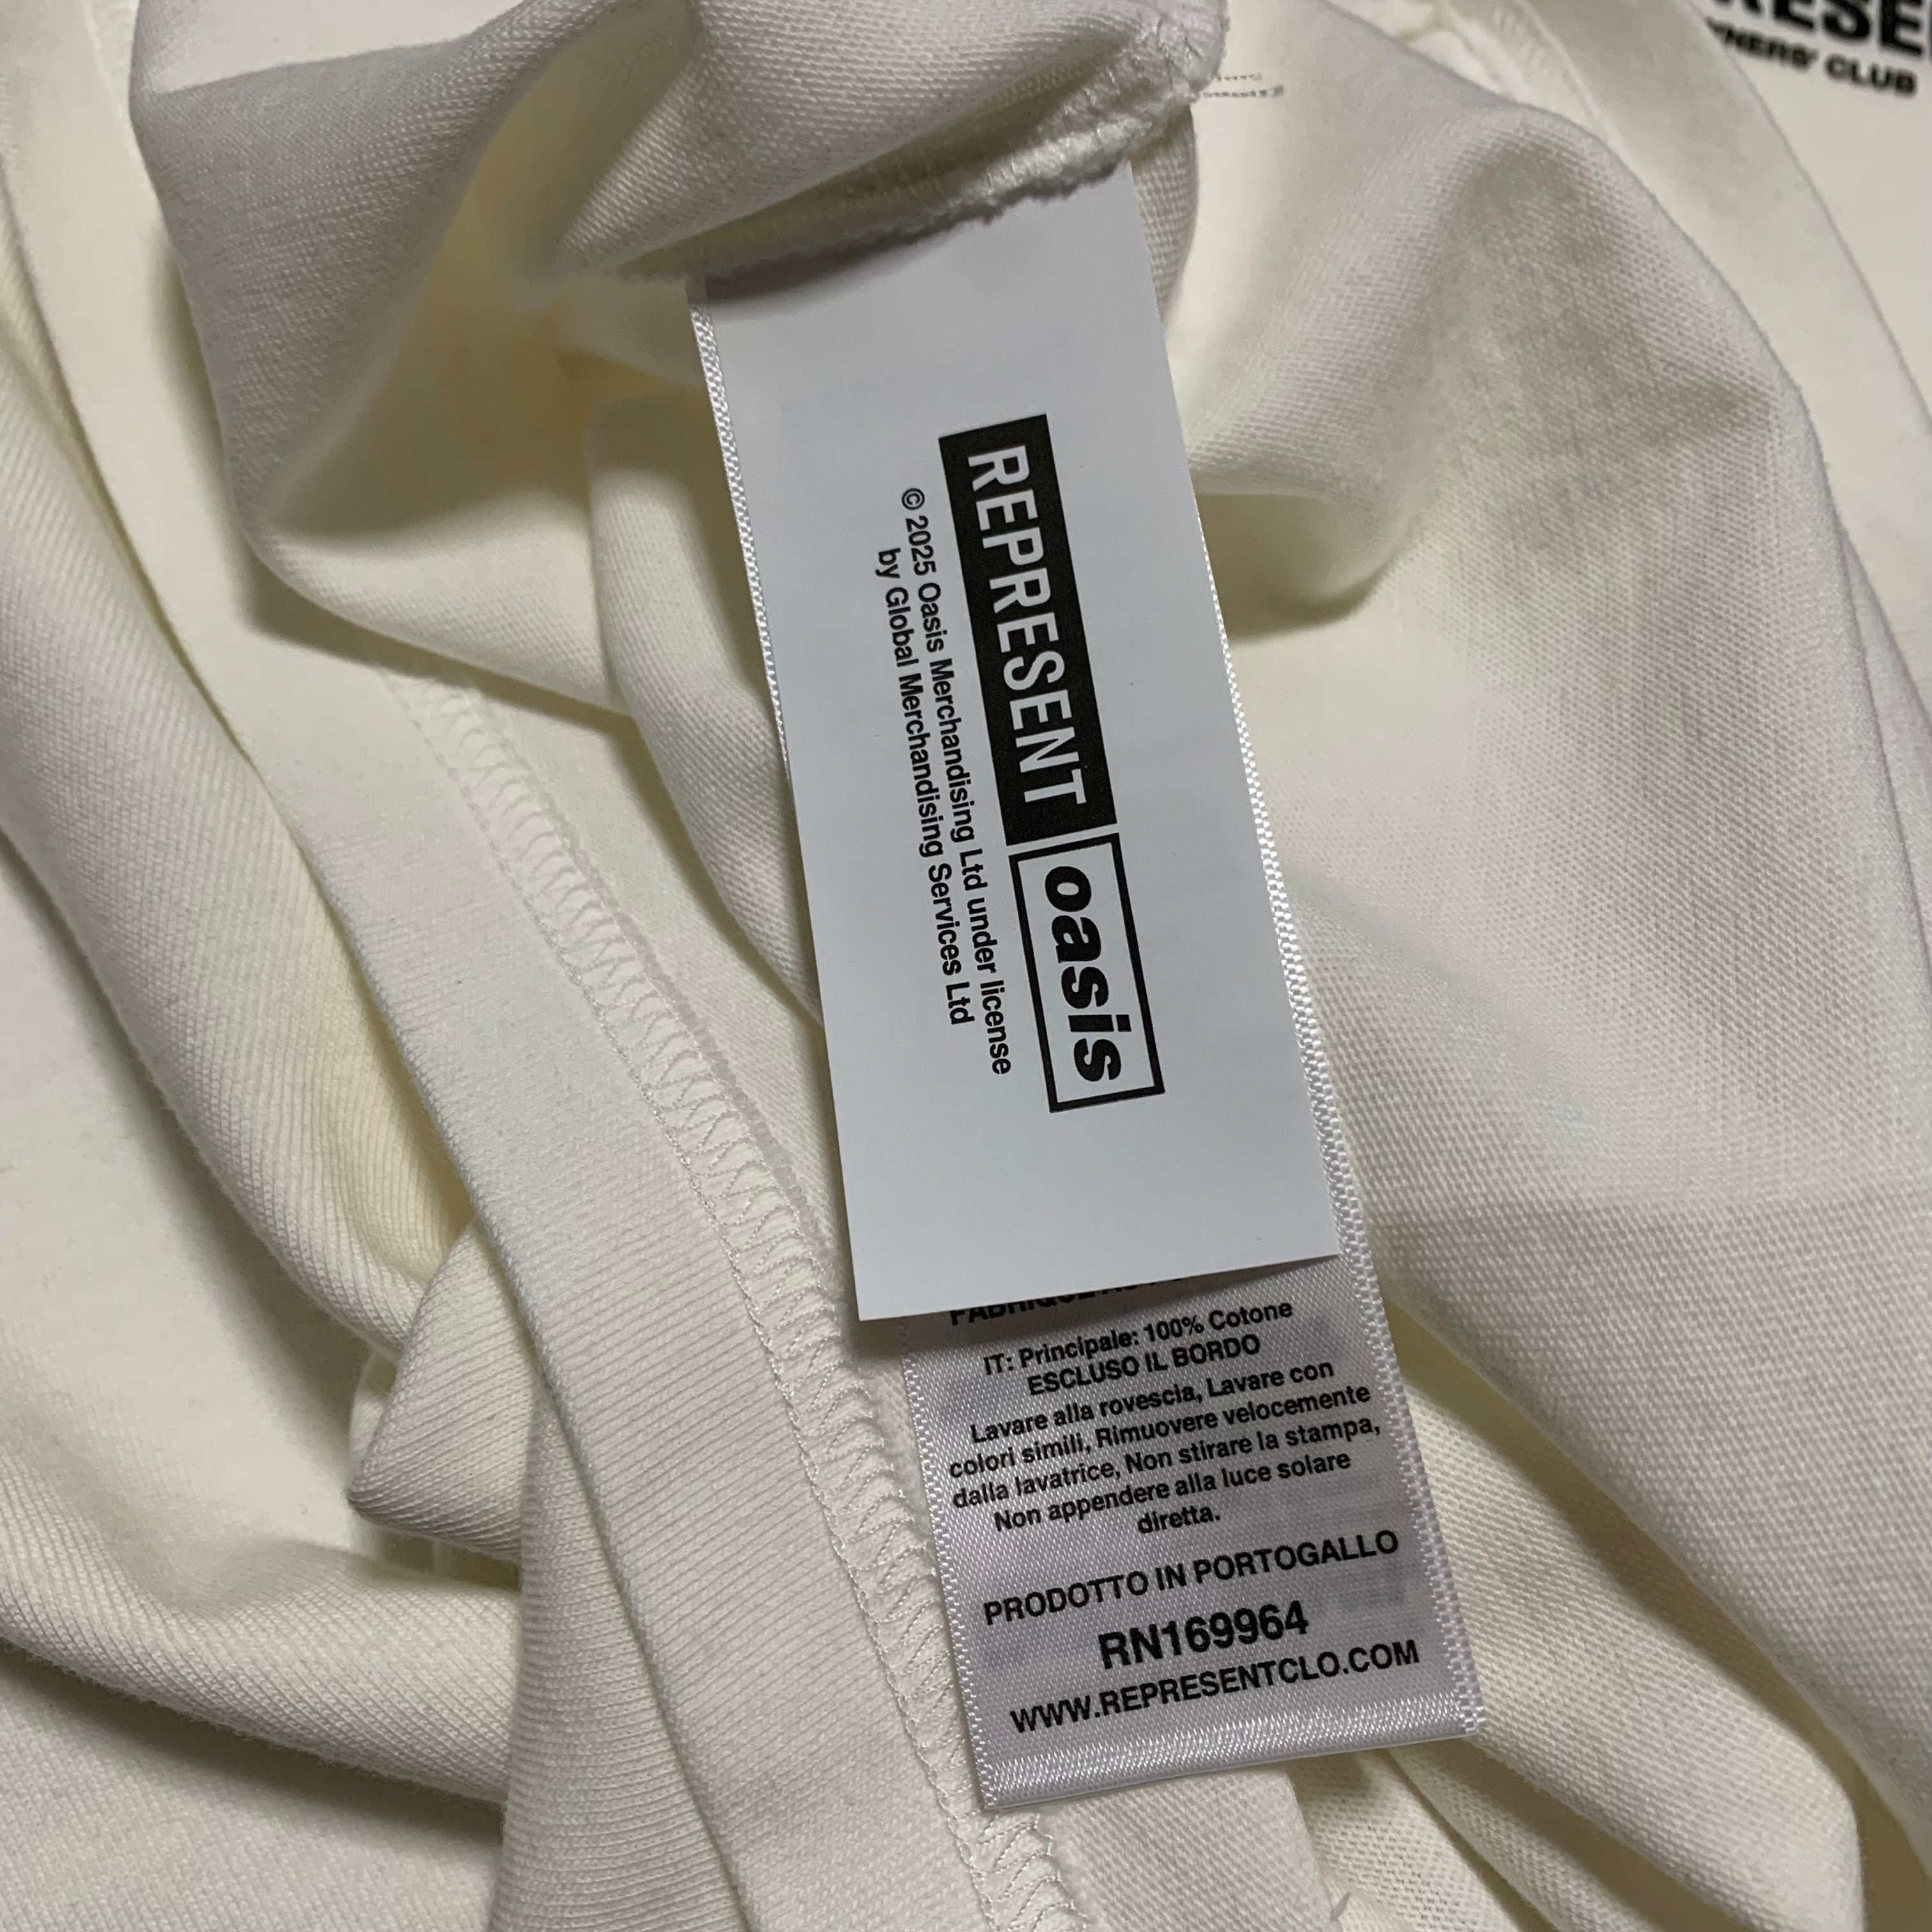 OWNERS' CLUB
REPRESENT oasis
© 2025 Oasis Merchandising Ltd under license
by Global Merchandising Services Ltd
IT: Principale: 100% Cotone
ESCLUSO IL BORDO
Lavare alla rovescia, Lavare con
colori simili, Rimuovere velocemente
dalla lavatrice, Non stirare la stampa,
Non appendere alla luce solare
diretta.
PRODOTTO IN PORTOGALLO
RN169964
WWW.REPRESENTCLO.COM